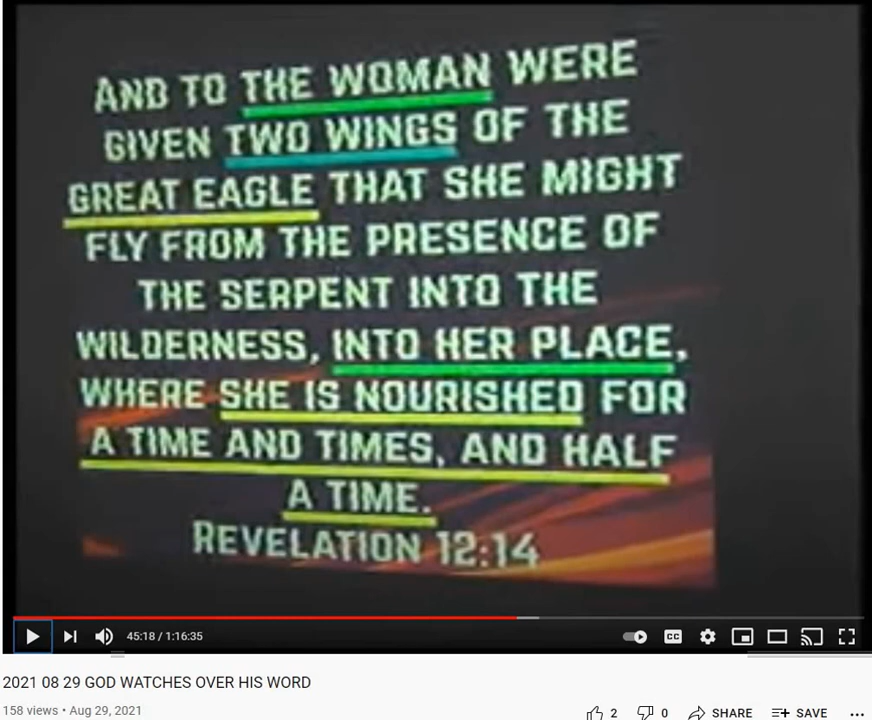 AND TO THE WOMAN WERE
GIVEN TWO WINGS OF THE
GREAT EAGLE THAT SHE MIGHT
FLY FROM THE PRESENCE OF
THE SERPENT INTO THE
WILDERNESS, INTO HER PLACE,
WHERE SHE IS NOURISHED FOR
A TIME AND TIMES, AND HALF
A TIME.
REVELATION 12:14
45:18 / 1:16:35
CC
2021 08 29 GOD WATCHES OVER HIS WORD
158 views • Aug 29, 2021
2 0 SHARE SAVE ...